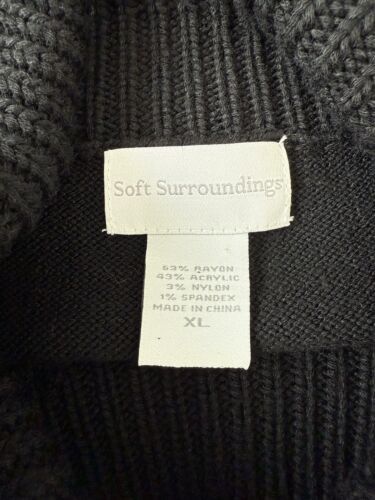 Soft Surroundings
53% RAYON
43% ACRYLIC
3% NYLON
1% SPANDEX
MADE IN CHINA
XL